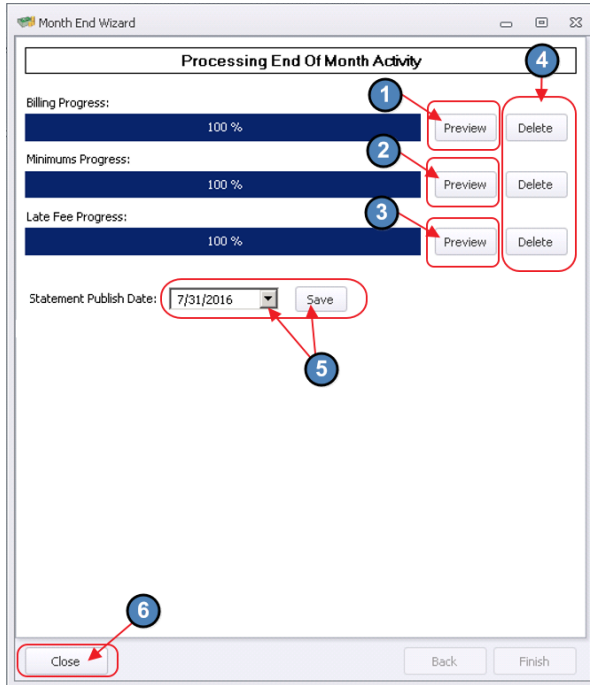 Month End Wizard
Processing End Of Month Activity
4
1
Billing Progress:
100 %
Preview
Delete
2
Minimums Progress:
100 %
Preview
Delete
3
Late Fee Progress:
100 %
Preview
Delete
Statement Publish Date:
7/31/2016
Save
5
6
Close
Back
Finish